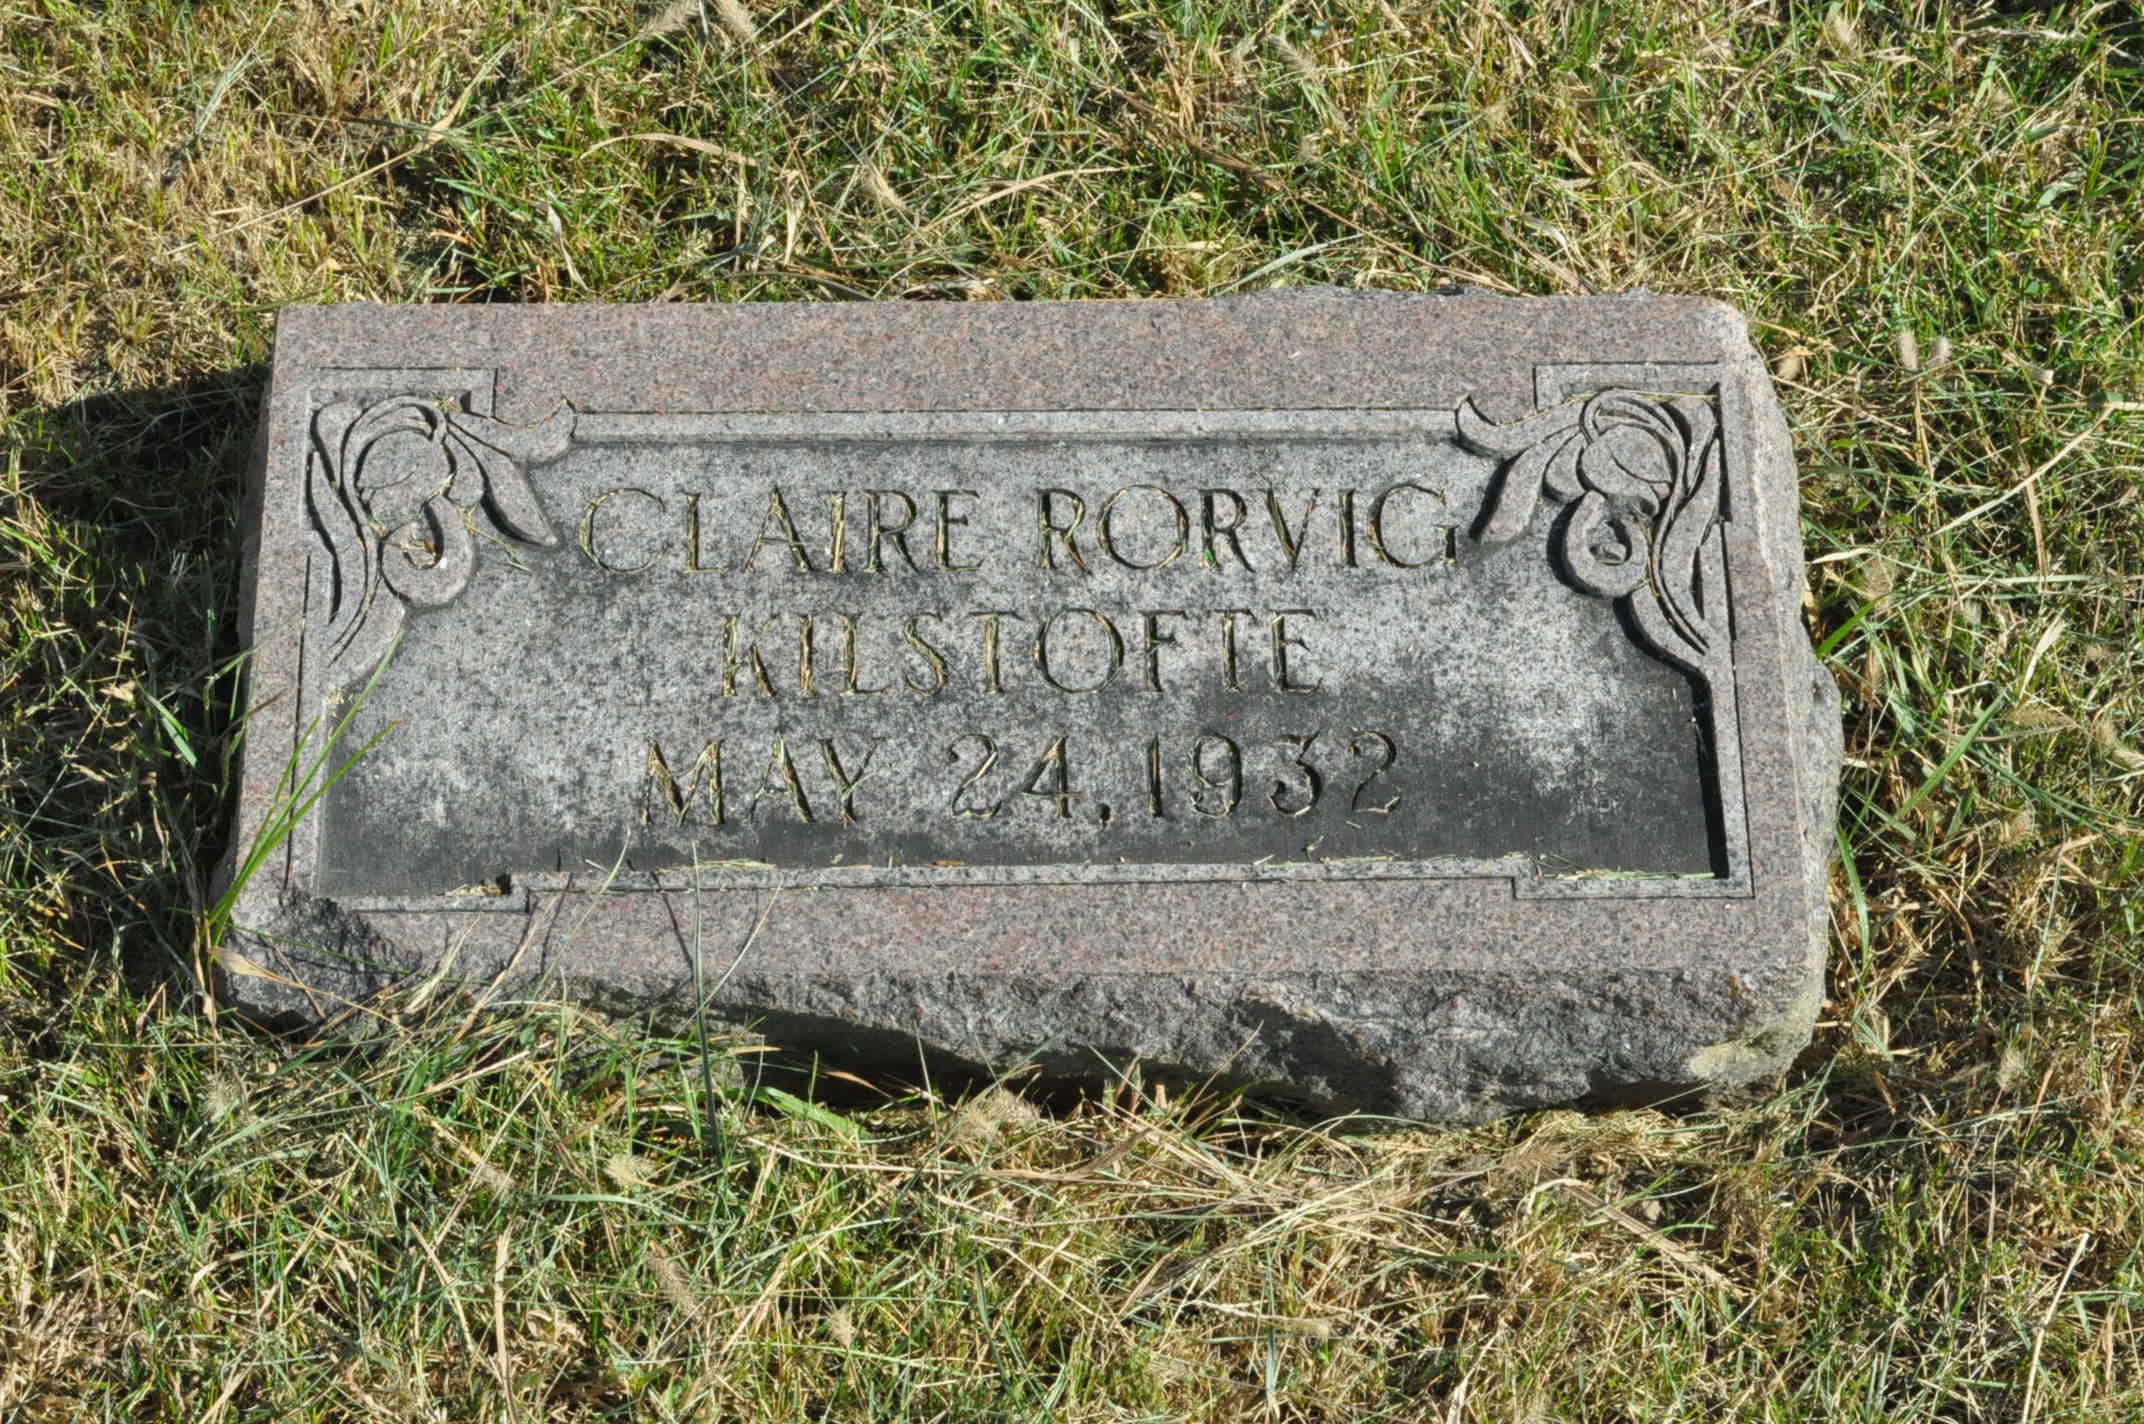 CLAIRE RORVIG
KILSTOFTE
MAY 24, 1932